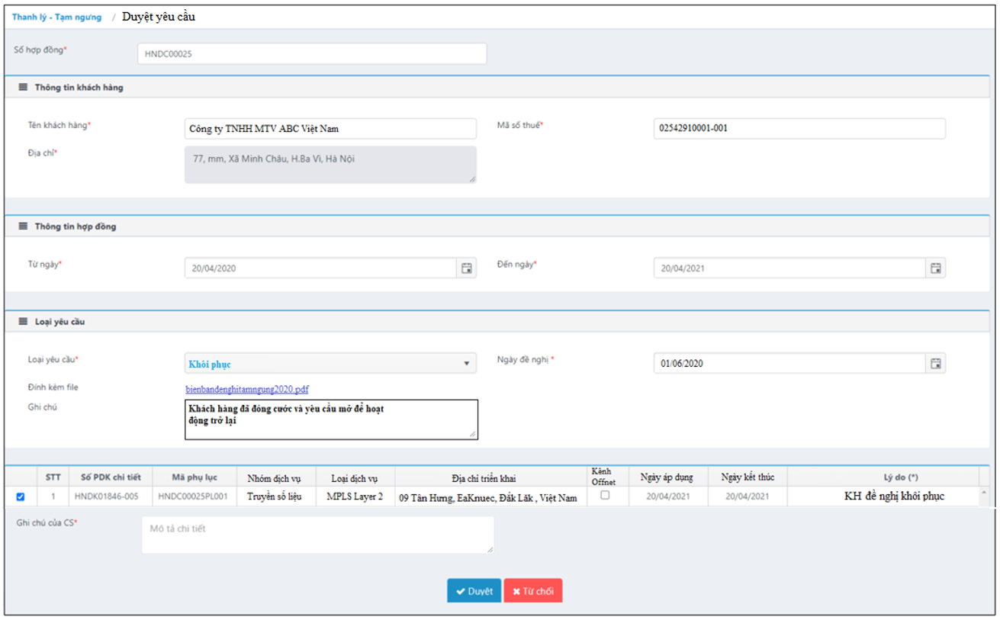 Thanh lý - Tạm ngưng / Duyệt yêu cầu
Số hợp đồng* HNDC00025
Thông tin khách hàng
Tên khách hàng* Công ty TNHH MTV ABC Việt Nam Mã số thuế* 02542910001-001
Địa chỉ* 77, mm, Xã Minh Châu, H.Ba Vì, Hà Nội
Thông tin hợp đồng
Từ ngày* 20/04/2020 Đến ngày* 20/04/2021
Loại yêu cầu
Loại yêu cầu* Khôi phục Ngày đề nghị * 01/06/2020
Đính kèm file bienbandenghitamngung2020.pdf
Ghi chú Khách hàng đã đóng cước và yêu cầu mở để hoạt
động trở lại
STT Số PDK chi tiết Mã phụ lục Nhóm dịch vụ Loại dịch vụ Địa chỉ triển khai Kênh Offnet Ngày áp dụng Ngày kết thúc Lý do (*)
1 HNDK01846-005 HNDC00025PL001 Truyền số liệu MPLS Layer 2 09 Tân Hưng, EaKnuec, Đắk Lăk , Việt Nam 20/04/2021 20/04/2021 KH đề nghị khôi phục
Ghi chú của CS* Mô tả chi tiết
Duyệt Từ chối